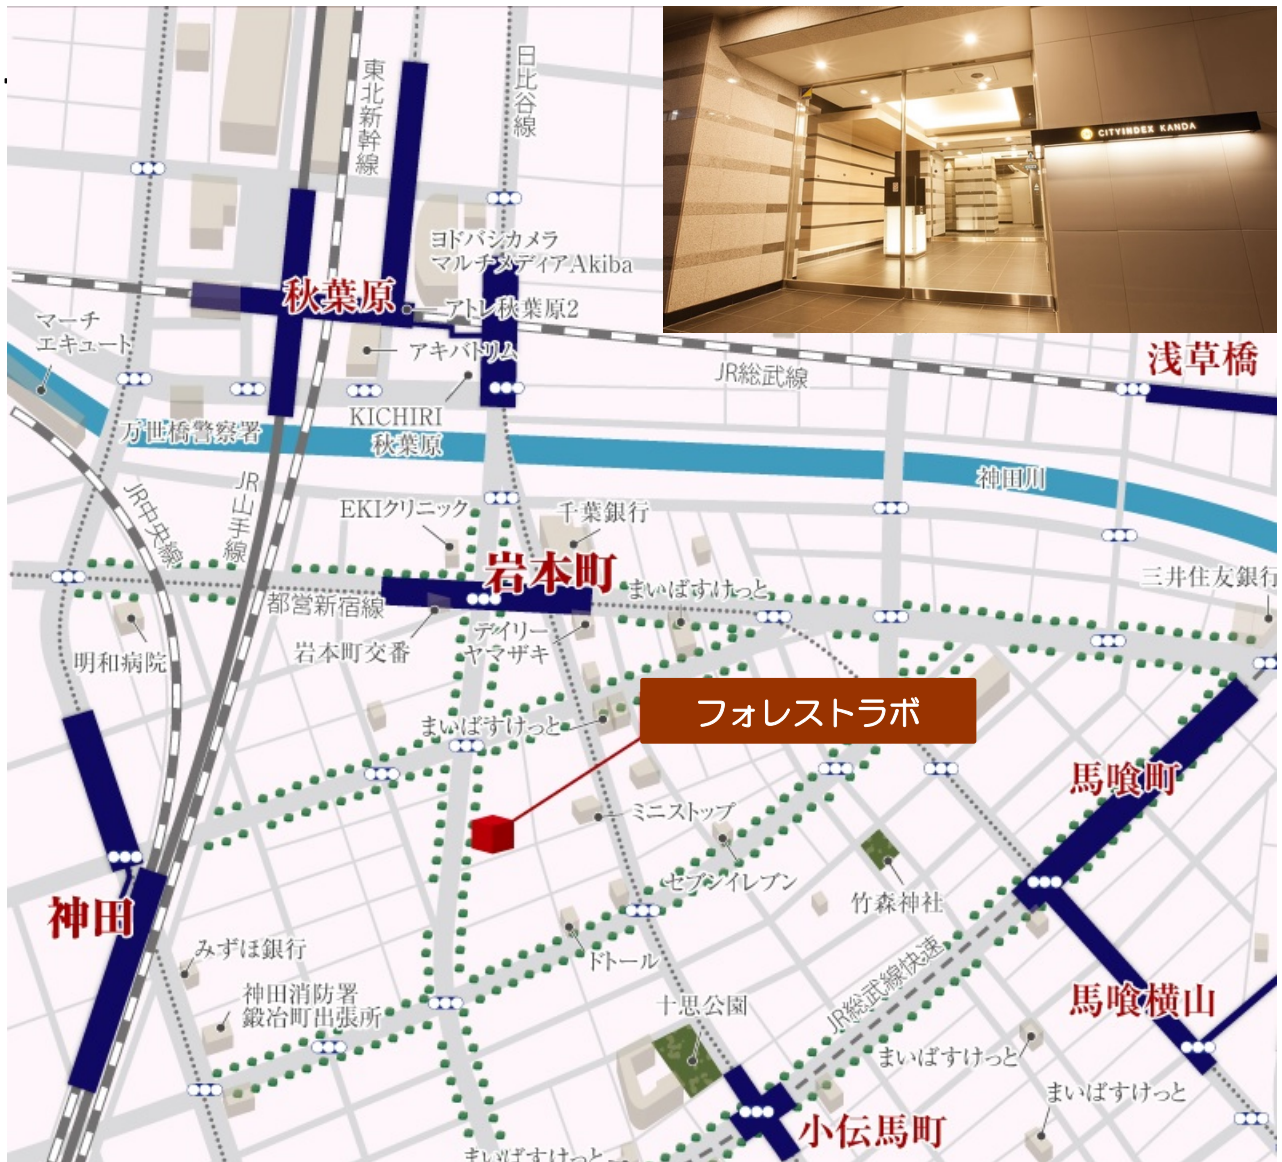 東北新幹線
日比谷線
CITYINDEX KANDA
ヨドバシカメラ
マルチメディアAkiba
秋葉原
アトレ秋葉原2
マーチ
エキュート
アキバトリム
浅草橋
JR総武線
KICHIRI
秋葉原
万世橋警察署
神田川
JR中央線
JR山手線
EKIクリニック
千葉銀行
岩本町
まいばすけっと
三井住友銀行
都営新宿線
デイリー
ヤマザキ
岩本町交番
明和病院
フォレストラボ
まいばすけっと
馬喰町
ミニストップ
セブンイレブン
竹森神社
神田
みずほ銀行
ドトール
JR総武線快速
神田消防署
鍛冶町出張所
十思公園
馬喰横山
まいばすけっと
まいばすけっと
小伝馬町
まいばすけっと